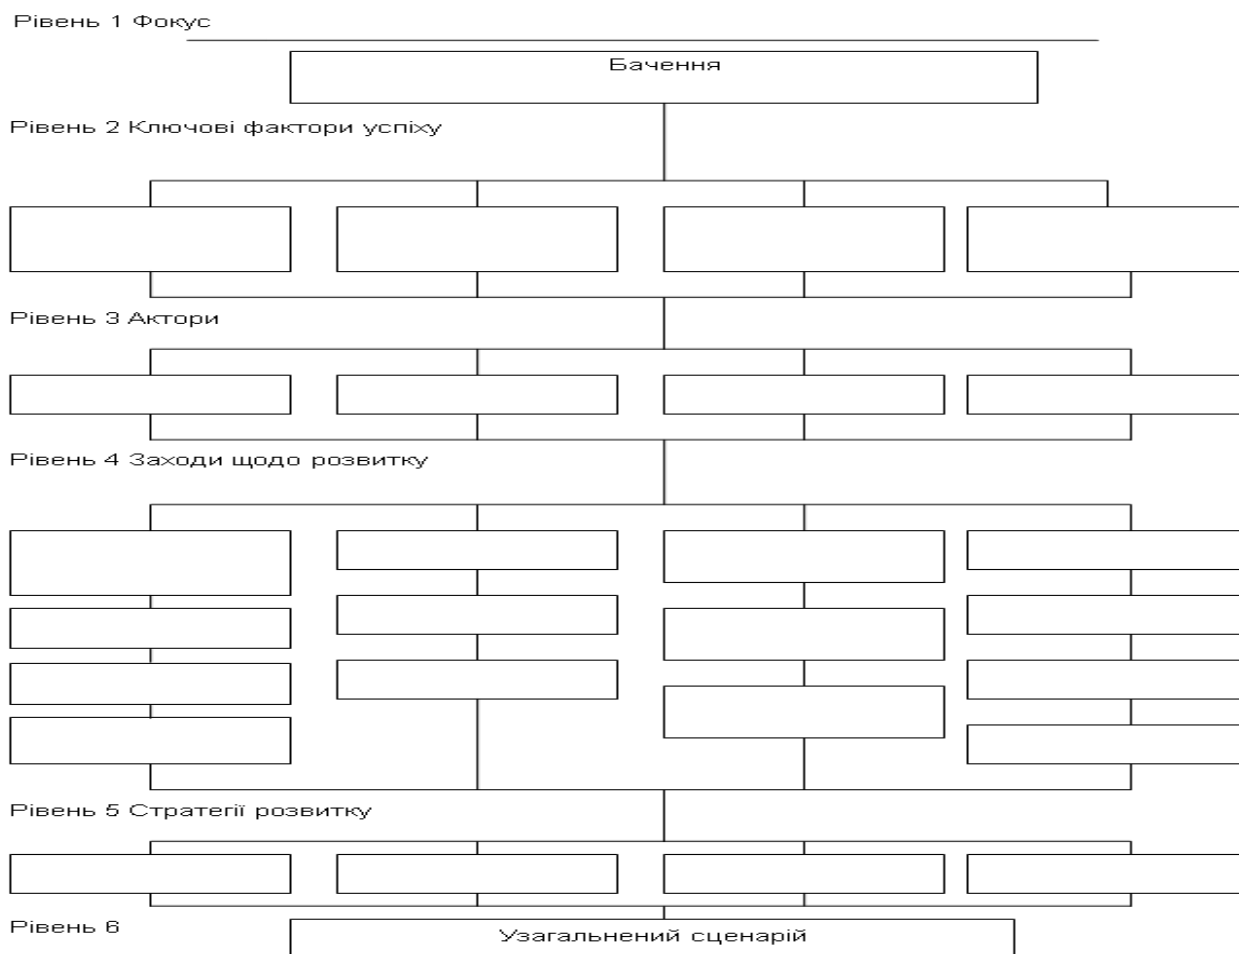 Рівень 1 Фокус
Бачення
Рівень 2 Ключові фактори успіху
Рівень 3 Актори
Рівень 4 Заходи щодо розвитку
Рівень 5 Стратегії розвитку
Рівень 6
Узагальнений сценарій